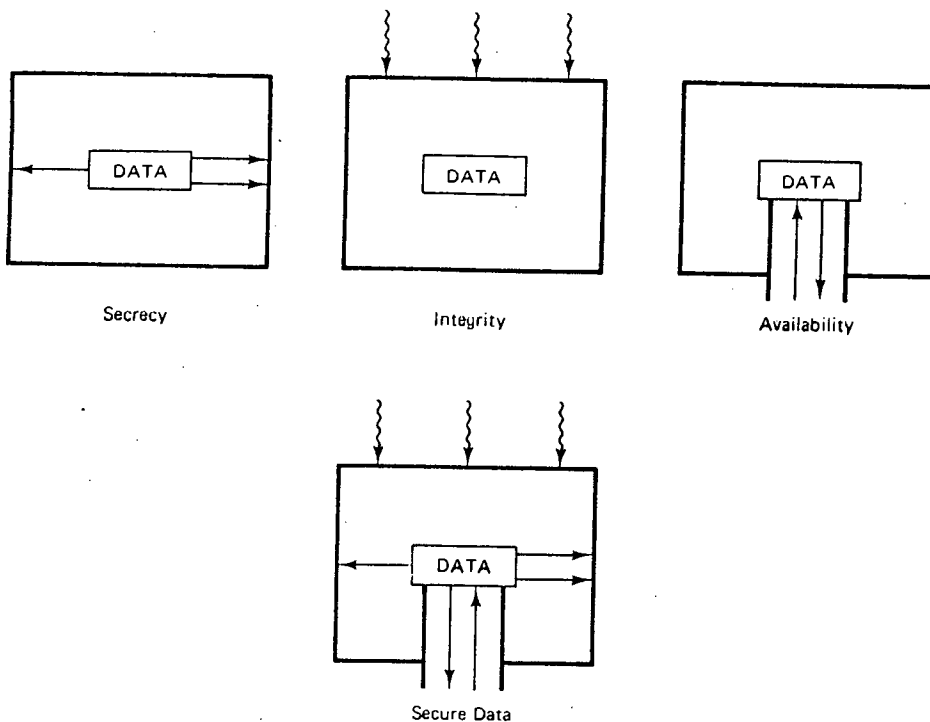 DATA
DATA
DATA
Secrecy
Integrity
Availability
DATA
Secure Data